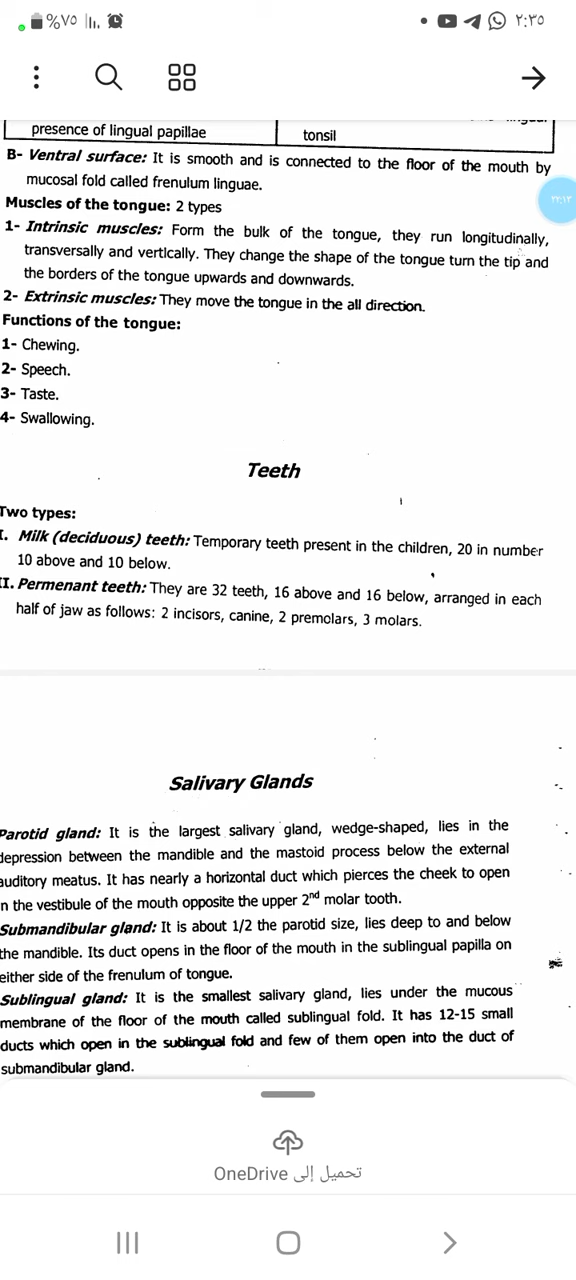 %٧٥
٢:٣٥
presence of lingual papillae
tonsil
B- Ventral surface: It is smooth and is connected to the floor of the mouth by
mucosal fold called frenulum linguae.
٢٢:١٢
Muscles of the tongue: 2 types
1- Intrinsic muscles: Form the bulk of the tongue, they run longitudinally,
transversally and vertically. They change the shape of the tongue turn the tip and
the borders of the tongue upwards and downwards.
2- Extrinsic muscles: They move the tongue in the all direction.
Functions of the tongue:
1- Chewing.
2- Speech.
3- Taste.
4- Swallowing.
Teeth
Two types:
I. Milk (deciduous) teeth: Temporary teeth present in the children, 20 in number
10 above and 10 below.
II. Permenant teeth: They are 32 teeth, 16 above and 16 below, arranged in each
half of jaw as follows: 2 incisors, canine, 2 premolars, 3 molars.
Salivary Glands
Parotid gland: It is the largest salivary gland, wedge-shaped, lies in the
depression between the mandible and the mastoid process below the external
auditory meatus. It has nearly a horizontal duct which pierces the cheek to open
n the vestibule of the mouth opposite the upper 2nd molar tooth.
Submandibular gland: It is about 1/2 the parotid size, lies deep to and below
the mandible. Its duct opens in the floor of the mouth in the sublingual papilla on
either side of the frenulum of tongue.
Sublingual gland: It is the smallest salivary gland, lies under the mucous
membrane of the floor of the mouth called sublingual fold. It has 12-15 small
ducts which open in the sublingual fold and few of them open into the duct of
submandibular gland.
تحميل إلى OneDrive